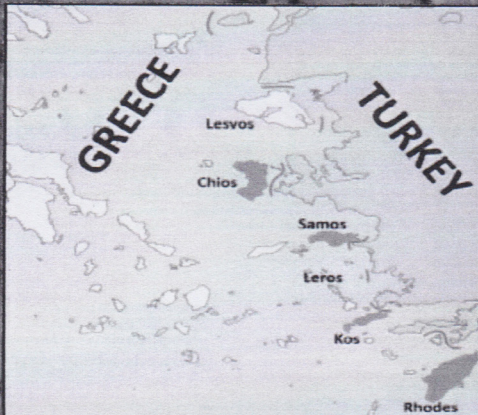 GREECE
TURKEY
Lesvos
Chios
Samos
Leros
Kos
Rhodes